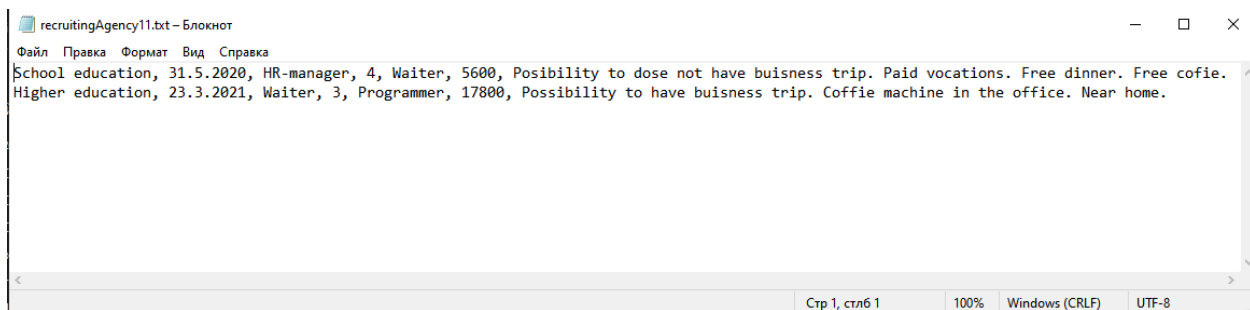 recruitingAgency11.txt – Блокнот
Файл Правка Формат Вид Справка
School education, 31.5.2020, HR-manager, 4, Waiter, 5600, Posibility to dose not have buisness trip. Paid vocations. Free dinner. Free cofie.
Higher education, 23.3.2021, Waiter, 3, Programmer, 17800, Possibility to have buisness trip. Coffie machine in the office. Near home.
Стр 1, стлб 1 100% Windows (CRLF) UTF-8